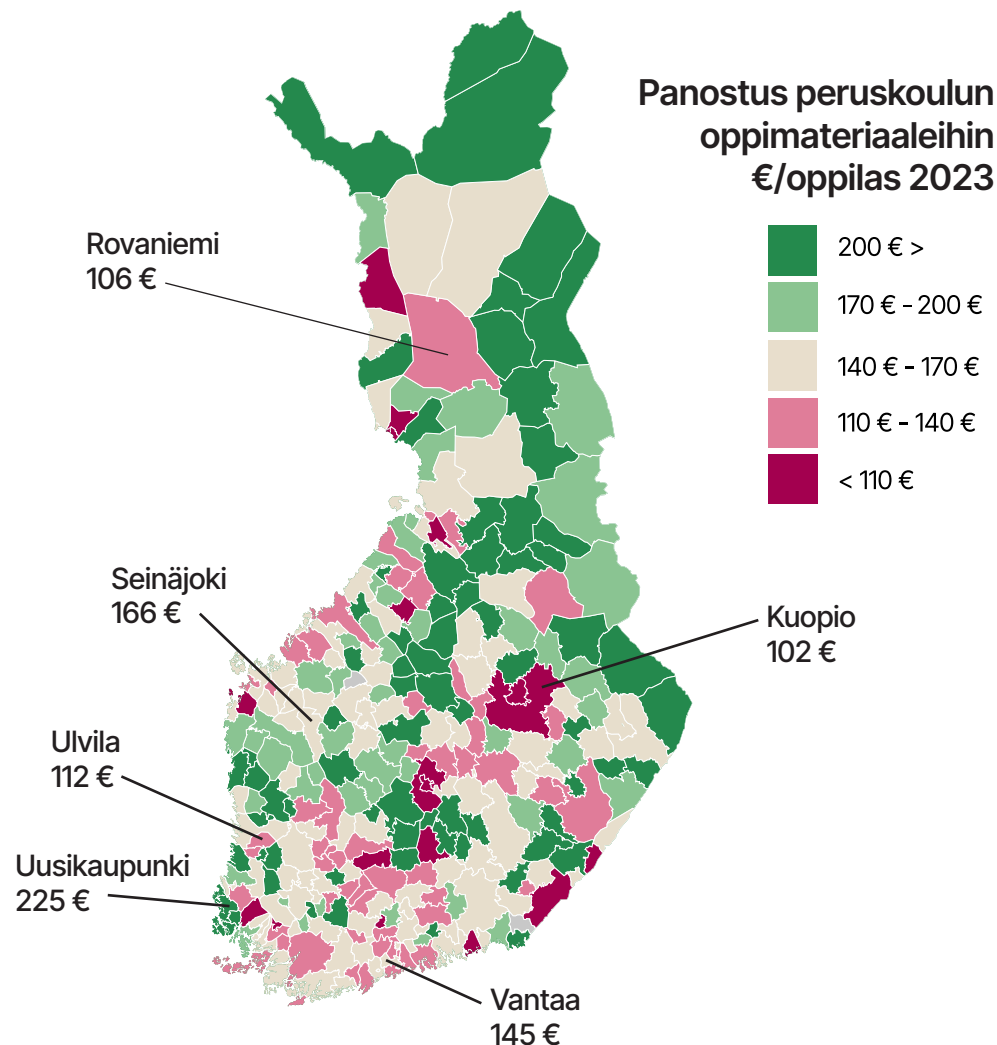 Panostus peruskoulun
oppimateriaaleihin
€/oppilas 2023
200 € >
170 € - 200 €
140 € - 170 €
110 € - 140 €
< 110 €
Rovaniemi
106 €
Seinäjoki
166 €
Kuopio
102 €
Ulvila
112 €
Uusikaupunki
225 €
Vantaa
145 €